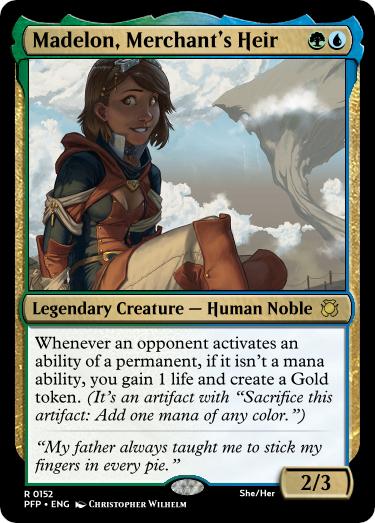 Madelon, Merchant's Heir
Legendary Creature — Human Noble
Whenever an opponent activates an
ability of a permanent, if it isn't a mana
ability, you gain 1 life and create a Gold
token. (It's an artifact with "Sacrifice this
artifact: Add one mana of any color.")
"My father always taught me to stick my
fingers in every pie."
2/3
R 0152
She/Her
PFP • ENG Christopher Wilhelm